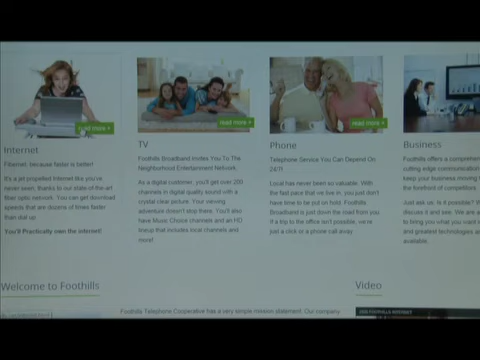 read more >
read more >
read more >
Internet
Fibernet, because faster is better!
It's a jet propelled Internet like you've
never seen, thanks to our state-of-the-art
fiber optic network. You can get download
speeds that are dozens of times faster
than dial up.
You'll Practically own the internet!
TV
Foothills Broadband Invites You To The
Neighborhood Entertainment Network.
As a digital customer, you'll get over 200
channels in digital quality sound with a
crystal clear picture. Your viewing
adventure doesn't stop there. You'll also
have Music Choice channels and an HD
lineup that includes local channels and
more!
Phone
Telephone Service You Can Depend On
24/7!
Local has never been so valuable. With
the fast pace that we live in, you just don't
have time to be put on hold. Foothills
Broadband is just down the road from you
if a trip to the office isn't possible, we're
just a click or a phone call away.
Business
Foothills offers a comprehen
cutting edge communication
keep your business running
the forefront of competitors.
Just ask us. Is it possible? W
discuss it and see. We are a
to bring you what you want
and greatest technologies a
available.
Welcome to Foothills
Foothills Telephone Cooperative has a very simple mission statement. Our company
Video